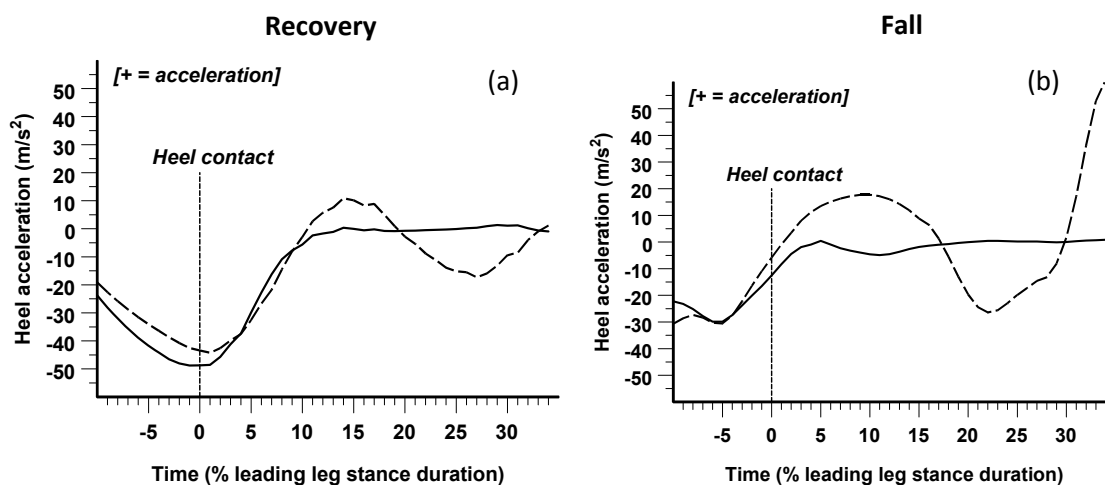 Recovery
[+ = acceleration]
(a)
Heel contact
Heel acceleration (m/s²)
50
40
30
20
10
0
-10
-20
-30
-40
-50
-5 0 5 10 15 20 25 30
Time (% leading leg stance duration)
Fall
[+ = acceleration]
(b)
Heel contact
Heel acceleration (m/s²)
50
40
30
20
10
0
-10
-20
-30
-40
-50
-5 0 5 10 15 20 25 30
Time (% leading leg stance duration)